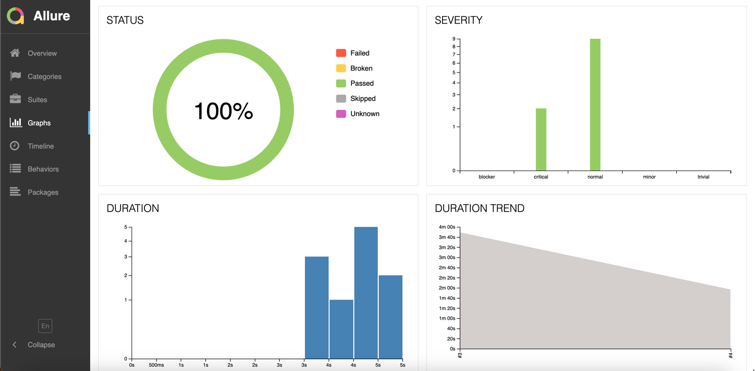 Allure
Overview
Categories
Suites
Graphs
Timeline
Behaviors
Packages
En
Collapse
STATUS
100%
Failed
Broken
Passed
Skipped
Unknown
SEVERITY
9
8
7
6
5
4
3
2
1
0
blocker critical normal minor trivial
DURATION
5
4
3
2
1
0
0s 500ms 1s 1s 2s 2s 3s 3s 4s 4s 5s 5s
DURATION TREND
4m 00s
3m 40s
3m 20s
3m 00s
2m 40s
2m 20s
2m 00s
1m 40s
1m 20s
1m 00s
40s
20s
0s
#3 #4